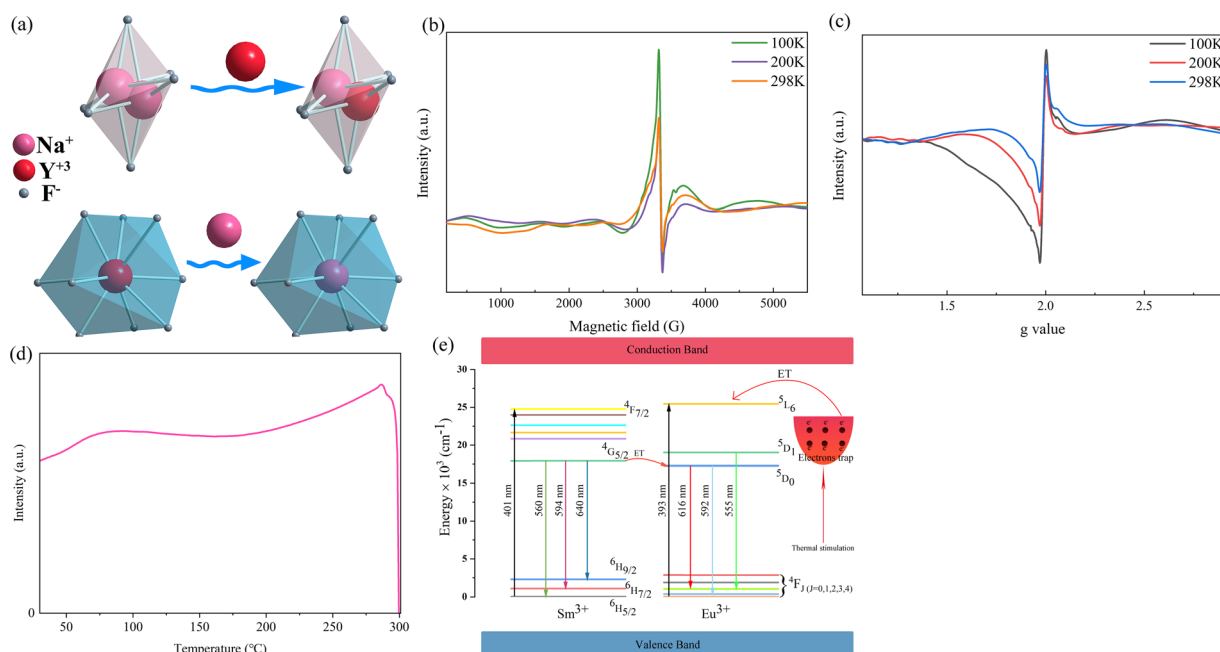 (a)
Na+
Y+3
F-
(b)
100K
200K
298K
Intensity (a.u.)
1000 2000 3000 4000 5000
Magnetic field (G)
(c)
100K
200K
298K
Intensity (a.u.)
1.5 2.0 2.5
g value
(d)
Intensity (a.u.)
0
50 100 150 200 250 300
Temperature (℃)
(e)
Conduction Band
Energy × 10³ (cm⁻¹)
30
25
20
15
10
5
0
401 nm
560 nm
594 nm
640 nm
⁴F7/2
⁴G5/2
ET
⁶H9/2
⁶H7/2
⁶H5/2
Sm³⁺
393 nm
616 nm
592 nm
555 nm
ET
⁵L6
⁵D1
⁵D0
⁴FJ (J=0,1,2,3,4)
Eu³⁺
e- e- e-
Electrons trap
e- e- e-
Thermal stimulation
Valence Band